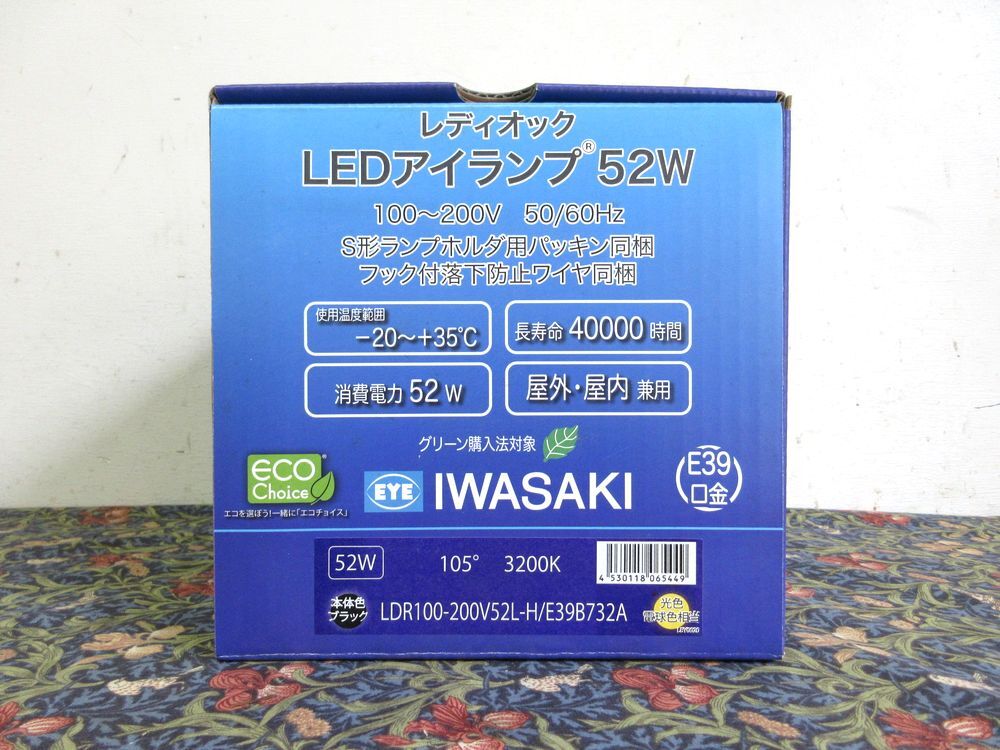 レディオック
LEDアイランプ® 52W
100～200V 50/60Hz
S形ランプホルダ用パッキン同梱
フック付落下防止ワイヤ同梱
使用温度範囲
－20～+35℃
長寿命 40000 時間
消費電力 52 W
屋外・屋内 兼用
グリーン購入法対象
ECO
Choice
エコを選ぼう!一緒に「エコチョイス」
EYE IWASAKI
E39
口金
52W 105° 3200K
4 530118 065449
本体色
ブラック
LDR100-200V52L-H/E39B732A
光色
電球色相当